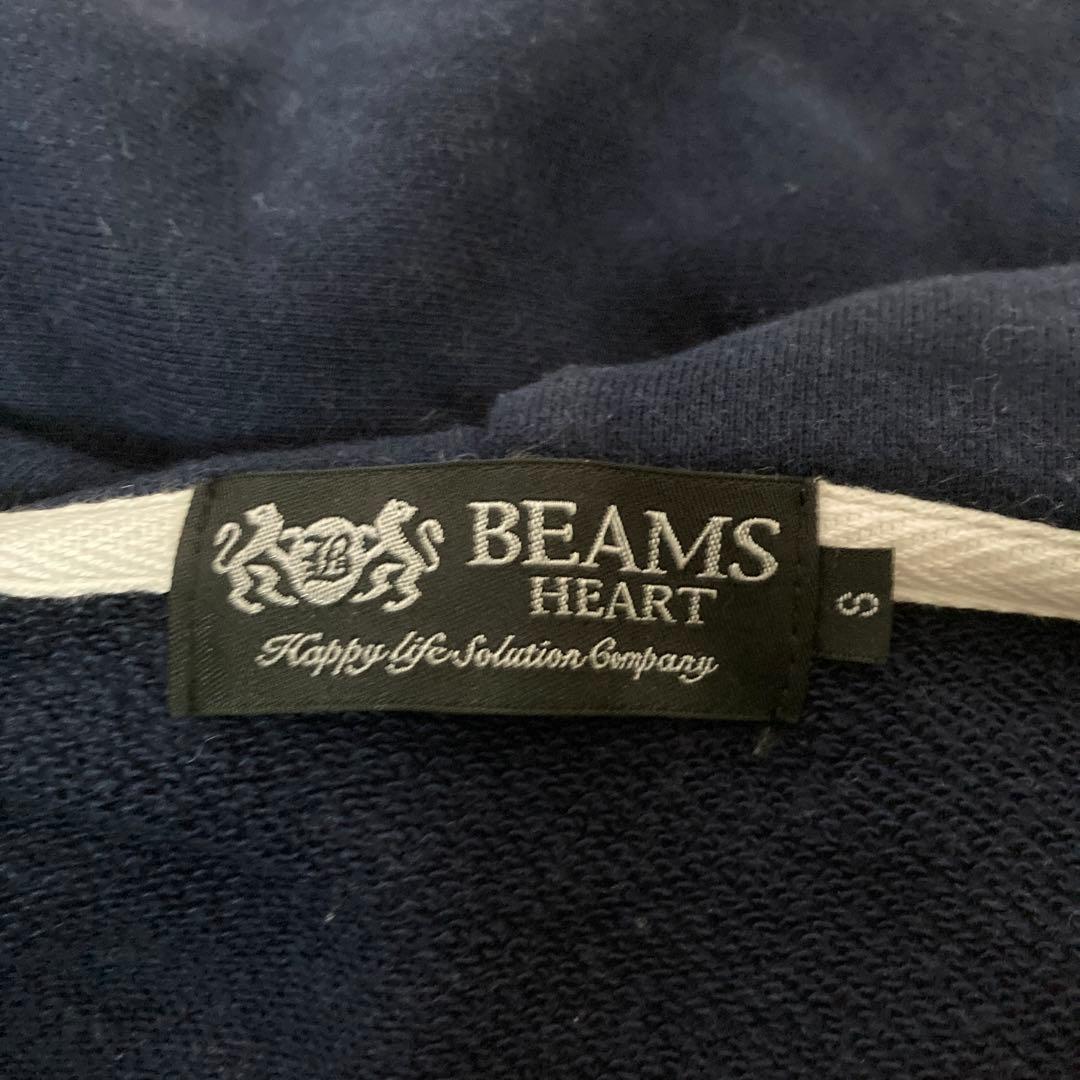 BEAMS
HEART
Happy life Solution Company
S